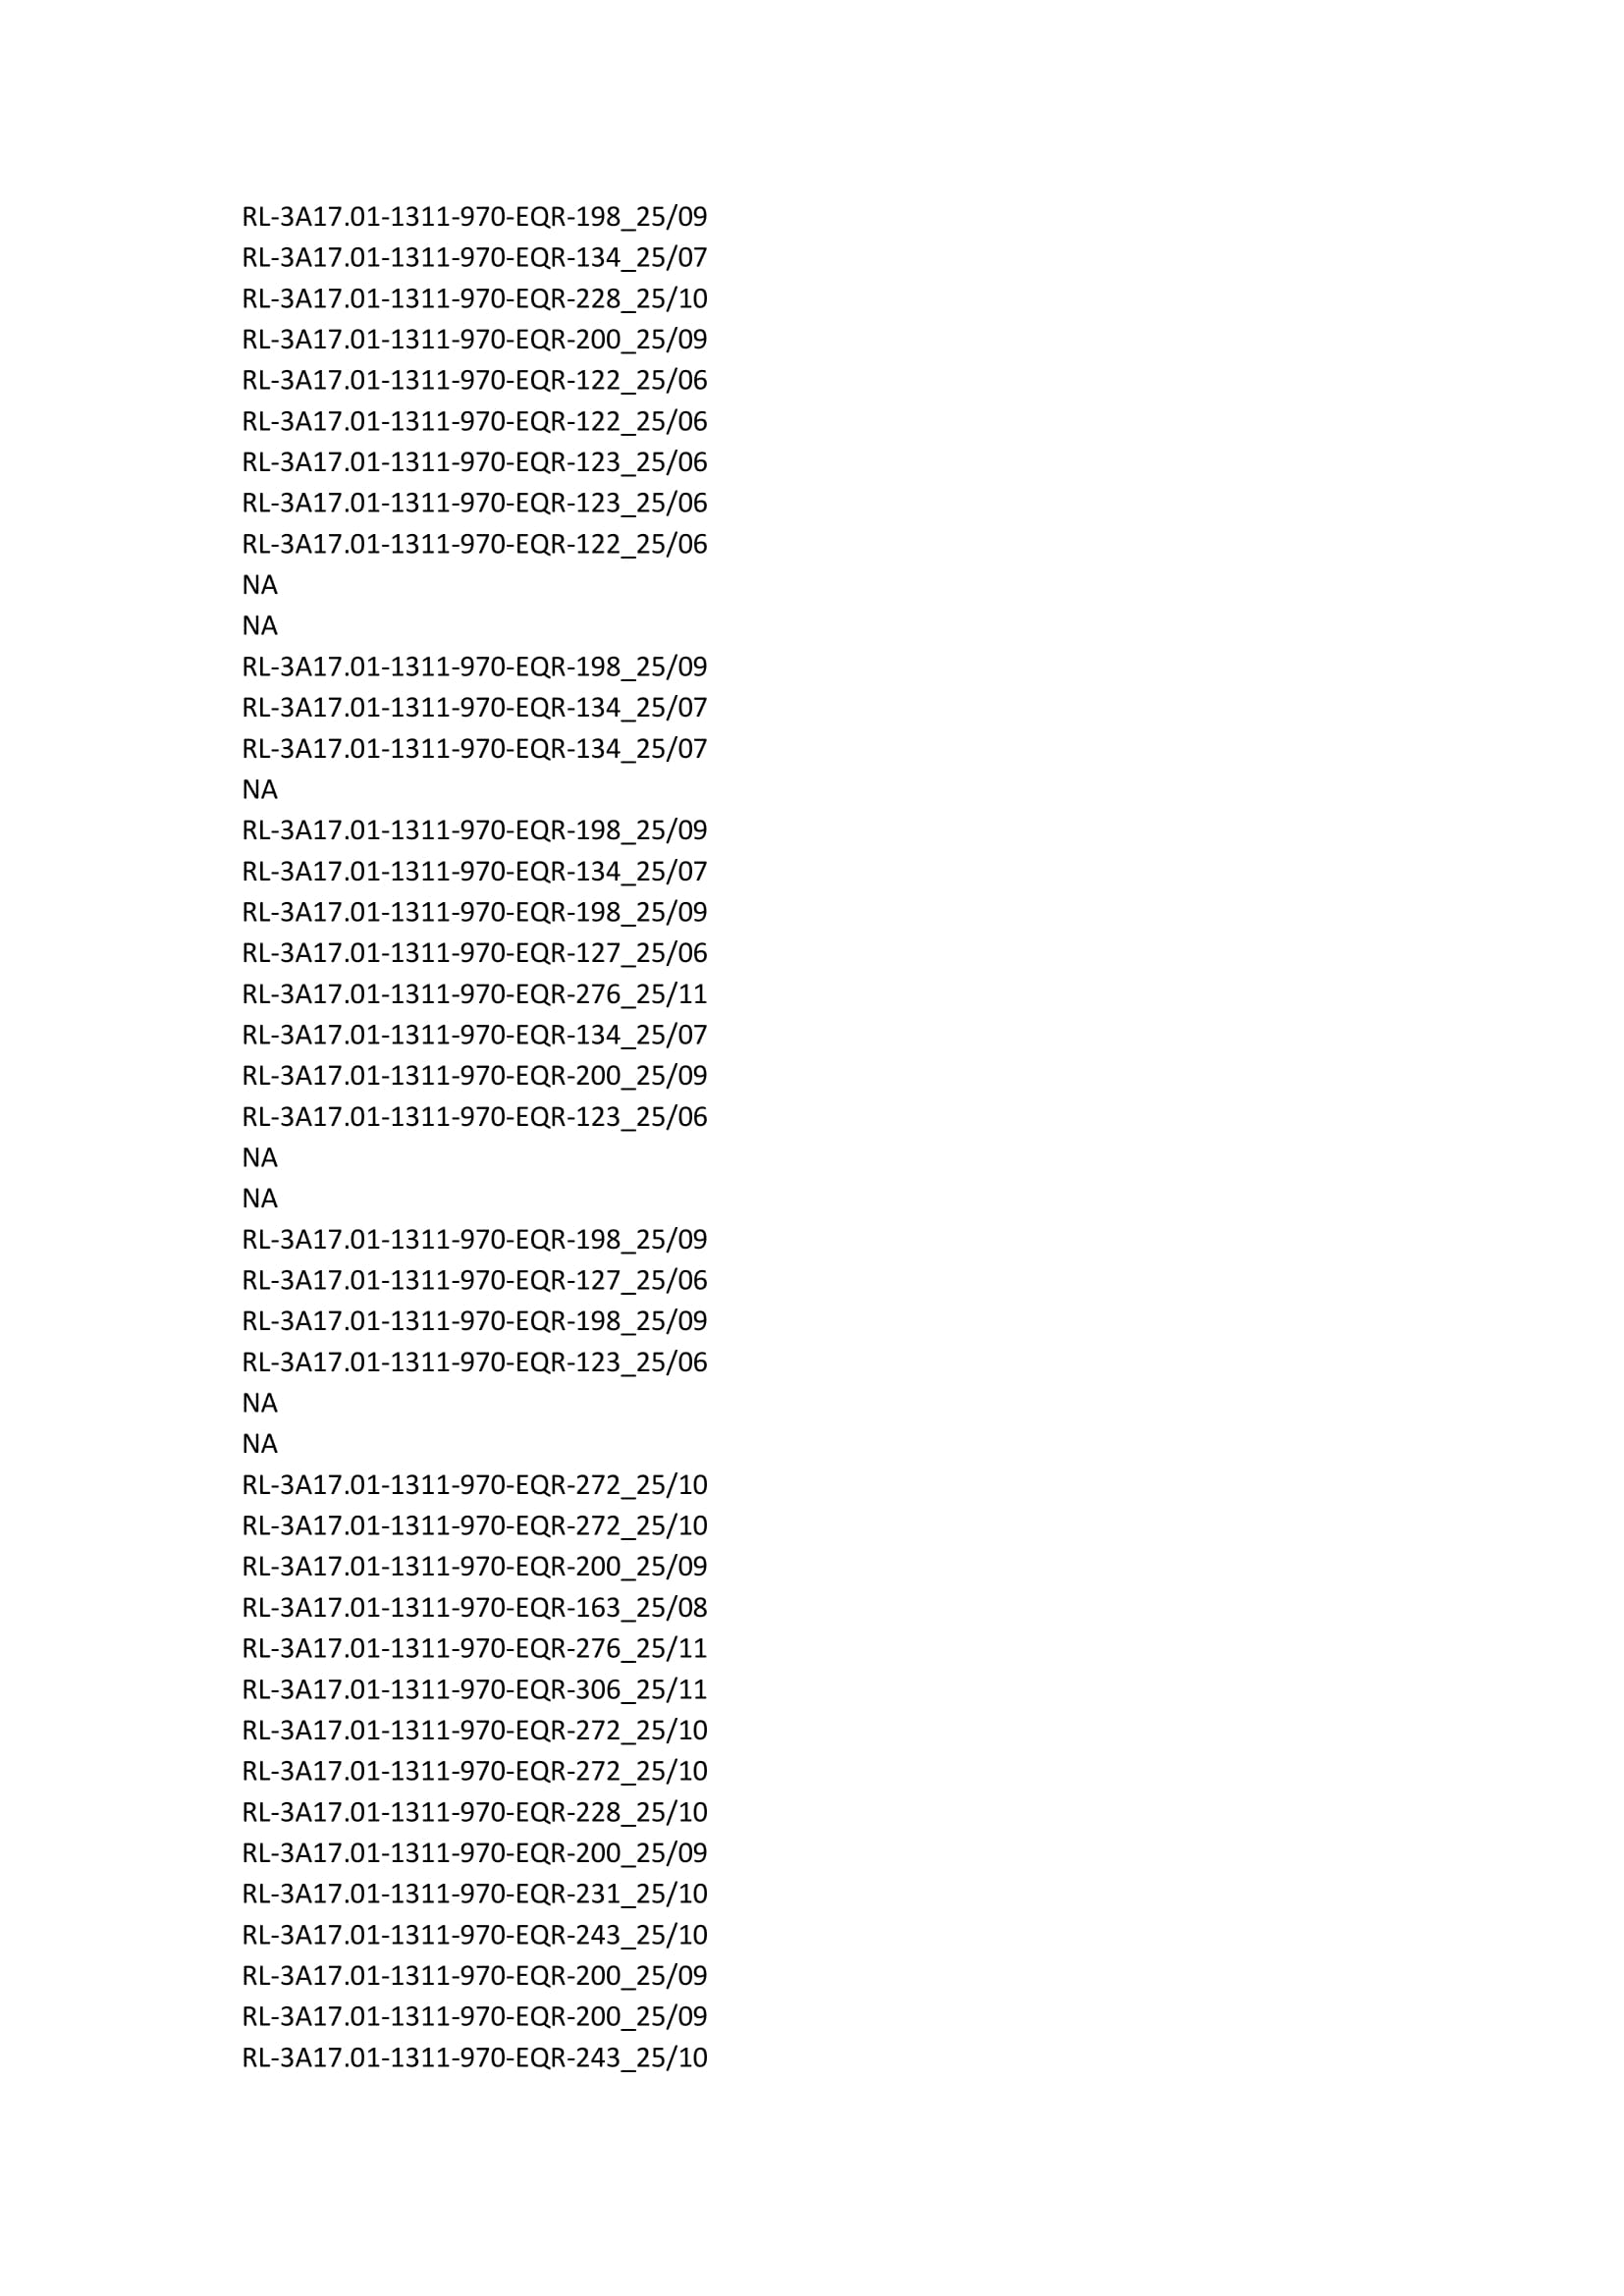 RL-3A17.01-1311-970-EQR-198_25/09
RL-3A17.01-1311-970-EQR-134_25/07
RL-3A17.01-1311-970-EQR-228_25/10
RL-3A17.01-1311-970-EQR-200_25/09
RL-3A17.01-1311-970-EQR-122_25/06
RL-3A17.01-1311-970-EQR-122_25/06
RL-3A17.01-1311-970-EQR-123_25/06
RL-3A17.01-1311-970-EQR-123_25/06
RL-3A17.01-1311-970-EQR-122_25/06
NA
NA
RL-3A17.01-1311-970-EQR-198_25/09
RL-3A17.01-1311-970-EQR-134_25/07
RL-3A17.01-1311-970-EQR-134_25/07
NA
RL-3A17.01-1311-970-EQR-198_25/09
RL-3A17.01-1311-970-EQR-134_25/07
RL-3A17.01-1311-970-EQR-198_25/09
RL-3A17.01-1311-970-EQR-127_25/06
RL-3A17.01-1311-970-EQR-276_25/11
RL-3A17.01-1311-970-EQR-134_25/07
RL-3A17.01-1311-970-EQR-200_25/09
RL-3A17.01-1311-970-EQR-123_25/06
NA
NA
RL-3A17.01-1311-970-EQR-198_25/09
RL-3A17.01-1311-970-EQR-127_25/06
RL-3A17.01-1311-970-EQR-198_25/09
RL-3A17.01-1311-970-EQR-123_25/06
NA
NA
RL-3A17.01-1311-970-EQR-272_25/10
RL-3A17.01-1311-970-EQR-272_25/10
RL-3A17.01-1311-970-EQR-200_25/09
RL-3A17.01-1311-970-EQR-163_25/08
RL-3A17.01-1311-970-EQR-276_25/11
RL-3A17.01-1311-970-EQR-306_25/11
RL-3A17.01-1311-970-EQR-272_25/10
RL-3A17.01-1311-970-EQR-272_25/10
RL-3A17.01-1311-970-EQR-228_25/10
RL-3A17.01-1311-970-EQR-200_25/09
RL-3A17.01-1311-970-EQR-231_25/10
RL-3A17.01-1311-970-EQR-243_25/10
RL-3A17.01-1311-970-EQR-200_25/09
RL-3A17.01-1311-970-EQR-200_25/09
RL-3A17.01-1311-970-EQR-243_25/10